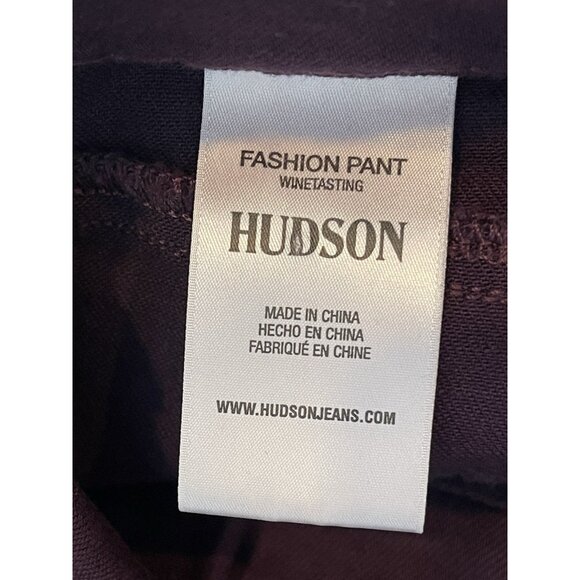 FASHION PANT
WINETASTING
HUDSON
MADE IN CHINA
HECHO EN CHINA
FABRIQUÉ EN CHINE
WWW.HUDSONJEANS.COM